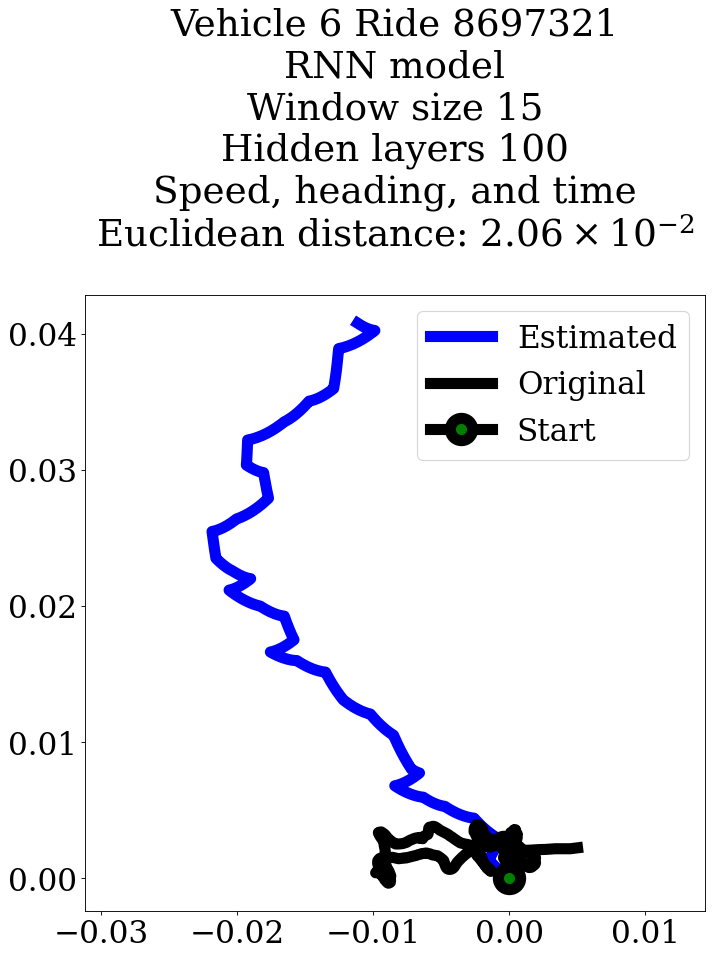 Vehicle 6 Ride 8697321
RNN model
Window size 15
Hidden layers 100
Speed, heading, and time
Euclidean distance: 2.06 × 10⁻²
Estimated
Original
Start
0.04
0.03
0.02
0.01
0.00
−0.03 −0.02 −0.01 0.00 0.01